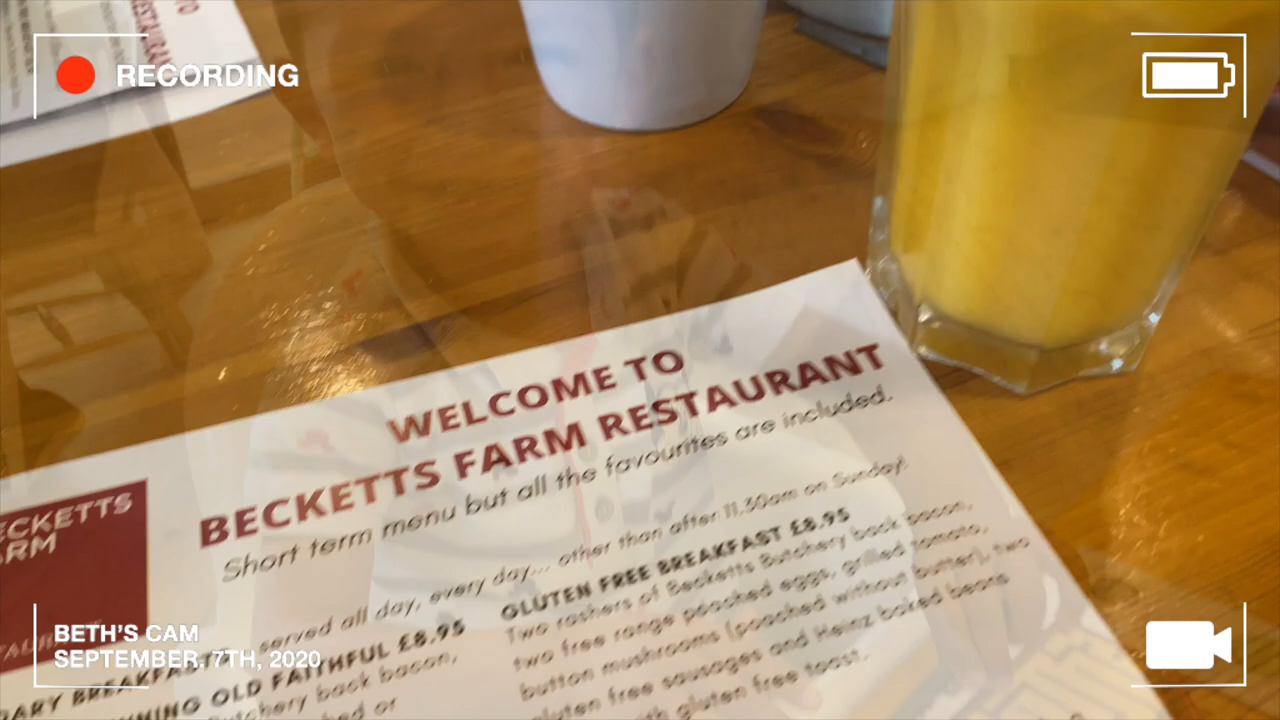 RECORDING
WELCOME TO
BECKETTS FARM RESTAURANT
Short term menu but all the favourites are included.
served all day, every day... other than after 11.30am on Sunday!
GLUTEN FREE BREAKFAST £8.95
Two rashers of Becketts Butchery back bacon,
two free range poached eggs, grilled tomato,
button mushrooms (poached without butter), two
gluten free sausages and Heinz baked beans
with gluten free toast.
OLD FAITHFUL £8.95
back bacon,
or
BETH'S CAM
SEPTEMBER, 7TH, 2020